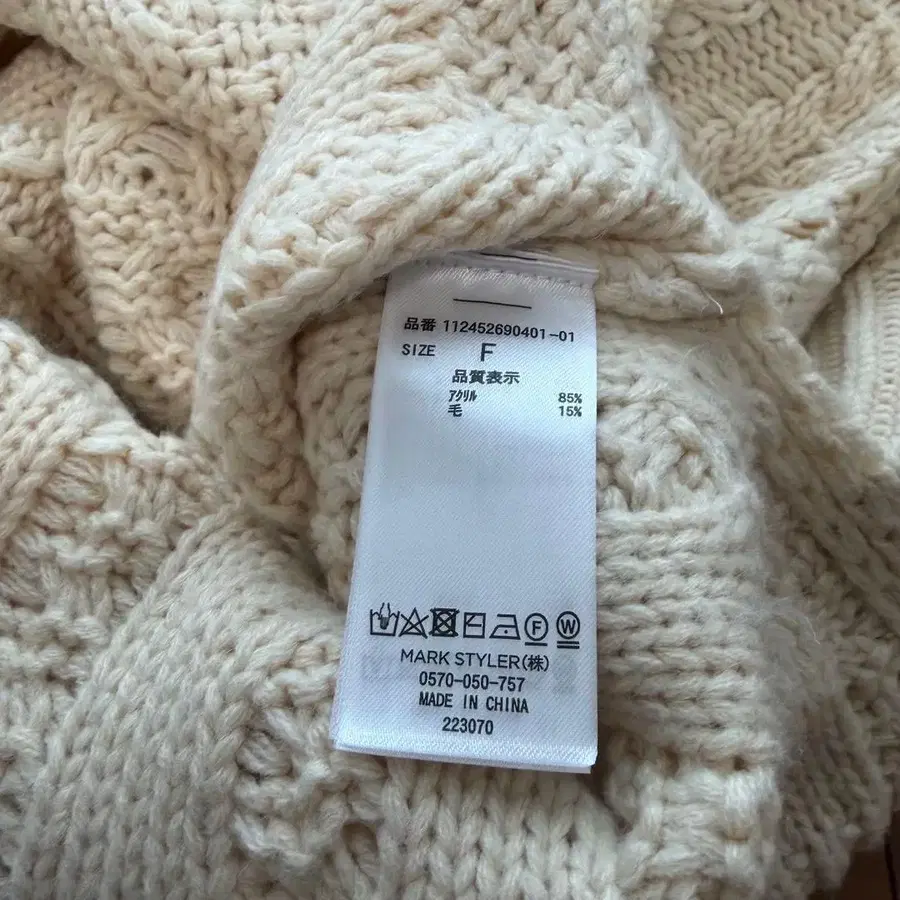 品番 112452690401-01
SIZE F
品質表示
ｱｸﾘﾙ 85%
毛 15%
F W
MARK STYLER(株)
0570-050-757
MADE IN CHINA
223070